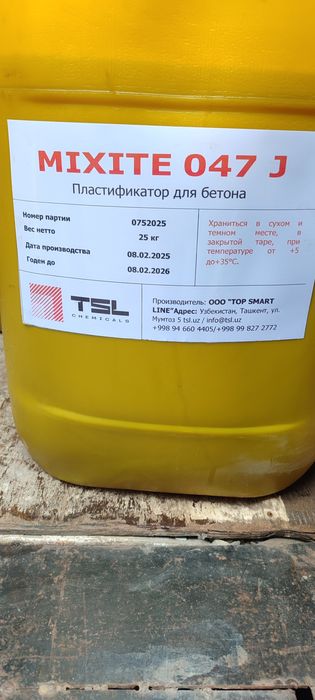 MIXITE 047 J
Пластификатор для бетона
Номер партии 0752025
Вес нетто 25 кг
Дата производства 08.02.2025
Годен до 08.02.2026
Храниться в сухом и
темном месте, в
закрытой таре, при
температуре от +5
до+35°C.
TSL
CHEMICALS
Производитель: ООО "TOP SMART
LINE"Адрес: Узбекистан, Ташкент, ул.
Мумтоз 5 tsl.uz / info@tsl.uz
+998 94 660 4405/+998 99 827 2772